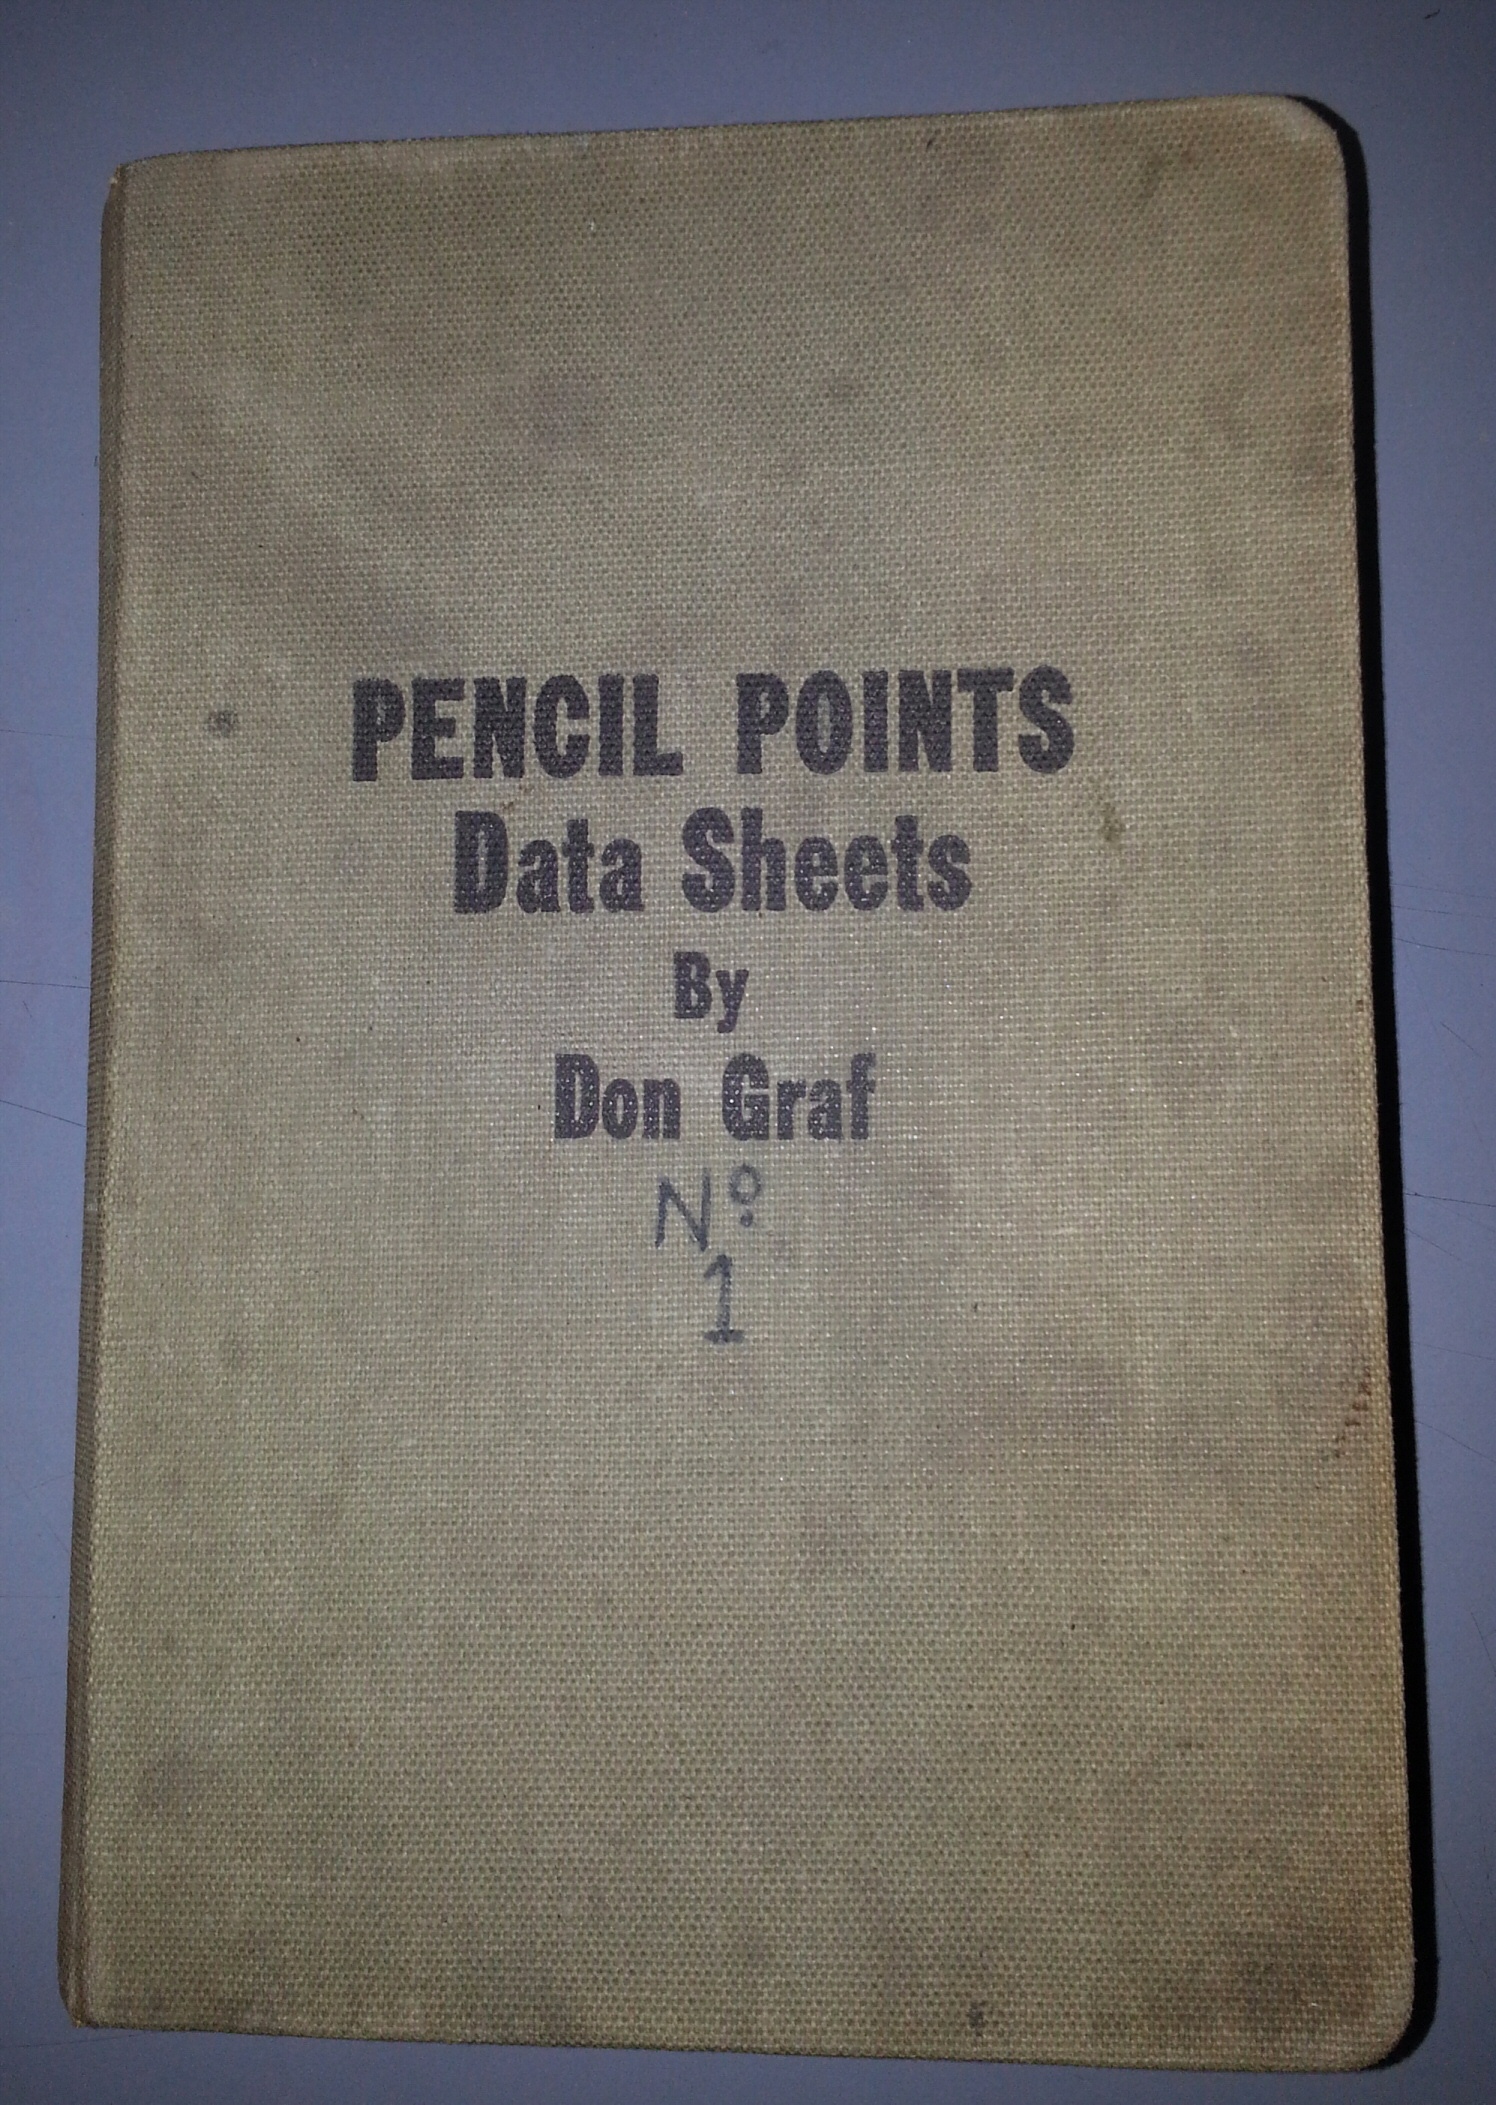 PENCIL POINTS
Data Sheets
By
Don Graf
Nº
1